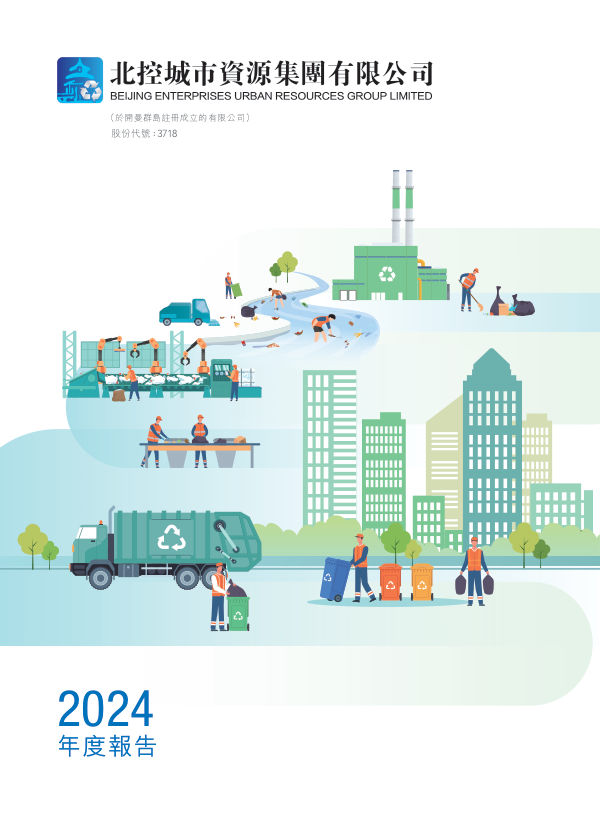 北控城市資源集團有限公司
BEIJING ENTERPRISES URBAN RESOURCES GROUP LIMITED
(於開曼群島註冊成立的有限公司)
股份代號 : 3718
2024
年度報告